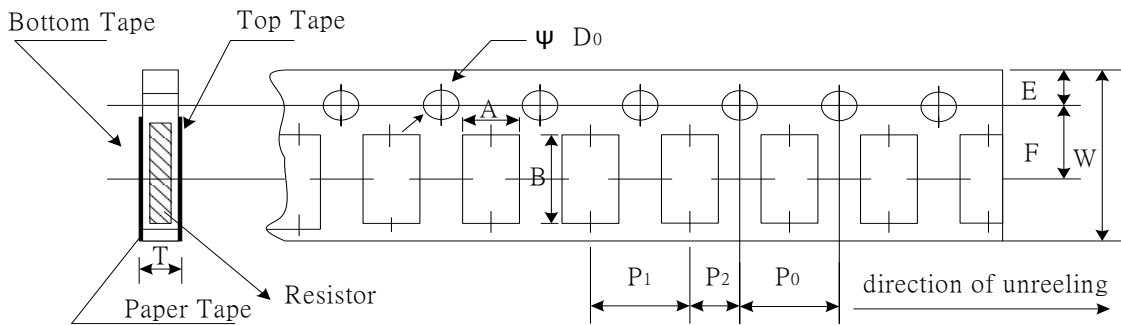 Bottom Tape
Top Tape
Ψ D0
E
A
F
W
B
T
P1
P2
P0
direction of unreeling
Resistor
Paper Tape